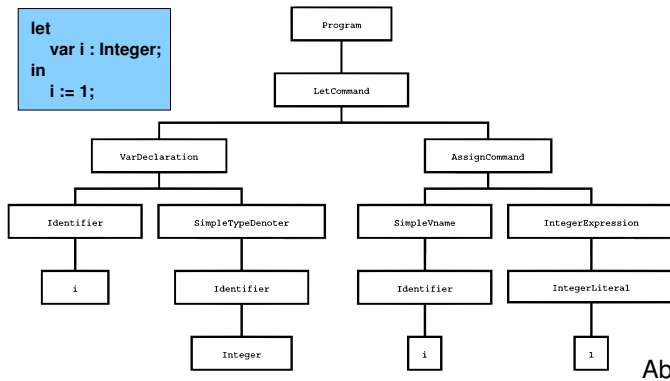 let
var i : Integer;
in
i := 1;
Program
LetCommand
VarDeclaration
AssignCommand
Identifier
SimpleTypeDenoter
SimpleVname
IntegerExpression
i
Identifier
Identifier
IntegerLiteral
Integer
i
1
Ab